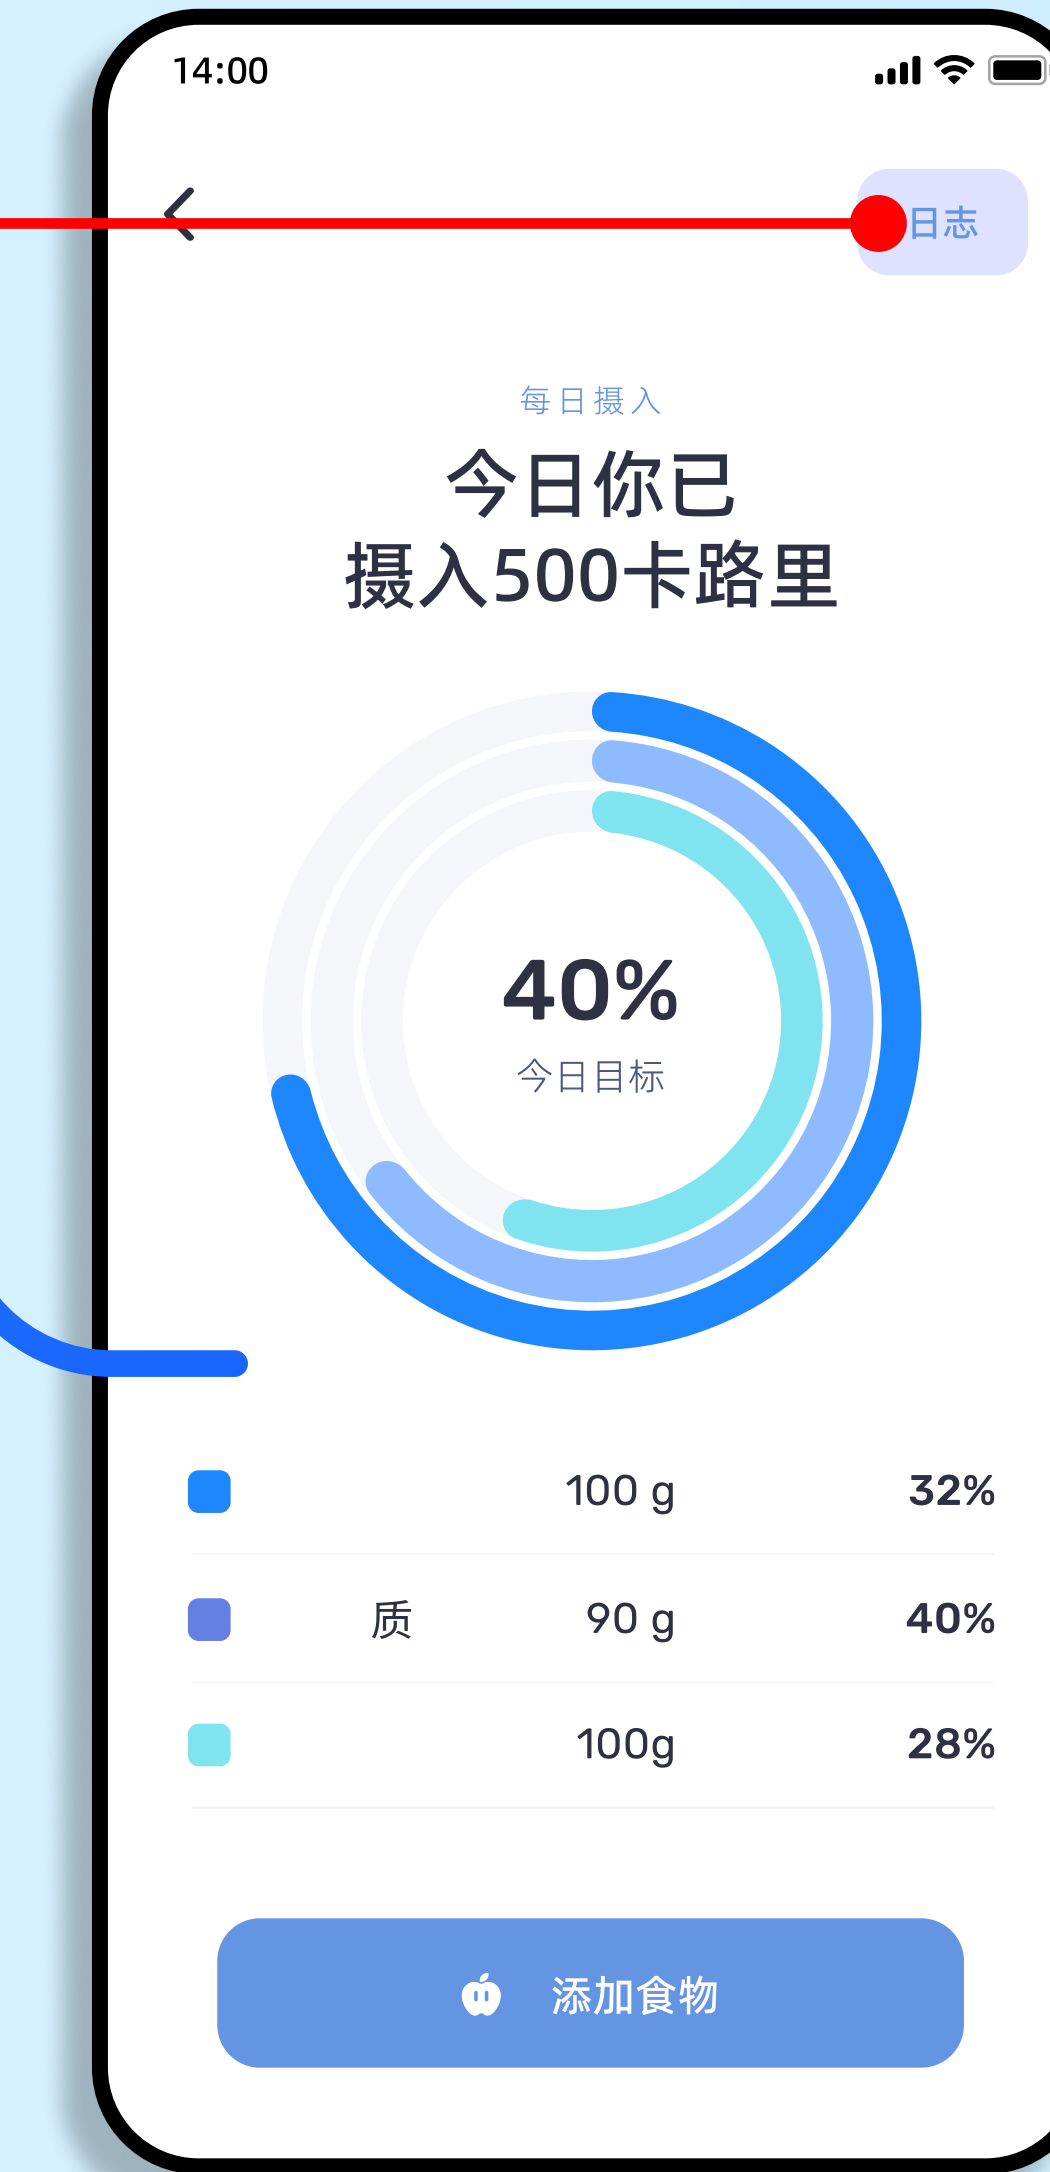 14:00
日志
每日摄入
今日你已
摄入500卡路里
40%
今日目标
100 g 32%
质 90 g 40%
100g 28%
添加食物